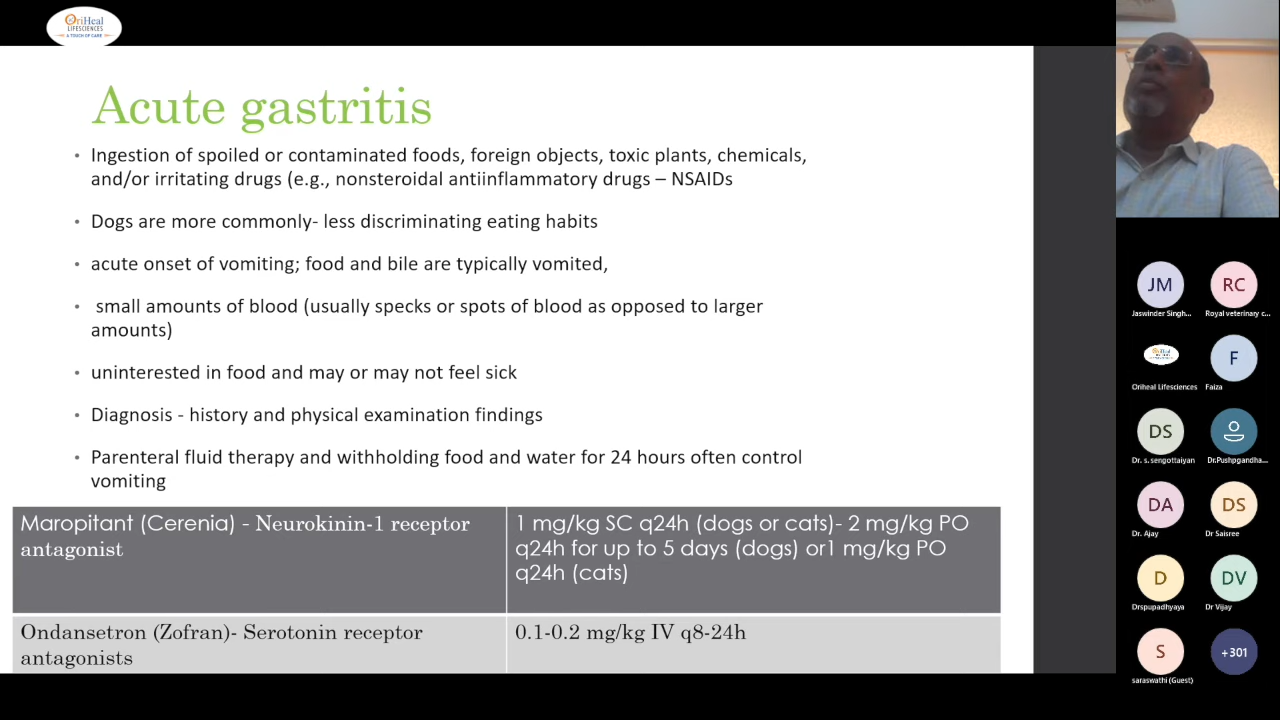 OriHeal
LIFESCIENCES
A TOUCH OF CARE
Acute gastritis
• Ingestion of spoiled or contaminated foods, foreign objects, toxic plants, chemicals,
and/or irritating drugs (e.g., nonsteroidal antiinflammatory drugs – NSAIDs
• Dogs are more commonly- less discriminating eating habits
• acute onset of vomiting; food and bile are typically vomited,
• small amounts of blood (usually specks or spots of blood as opposed to larger
amounts)
• uninterested in food and may or may not feel sick
• Diagnosis - history and physical examination findings
• Parenteral fluid therapy and withholding food and water for 24 hours often control
vomiting
Maropitant (Cerenia) - Neurokinin-1 receptor
antagonist
1 mg/kg SC q24h (dogs or cats)- 2 mg/kg PO
q24h for up to 5 days (dogs) or1 mg/kg PO
q24h (cats)
Ondansetron (Zofran)- Serotonin receptor
antagonists
0.1-0.2 mg/kg IV q8-24h
JM
Jaswinder Singh...
RC
Royal veterinary c...
Oriheal Lifesciences
F
Faiza
DS
Dr. s. sengottaiyan
Dr.Pushpgandha...
DA
Dr. Ajay
DS
Dr Saisree
D
Drspupadhyaya
DV
Dr Vijay
S
saraswathi (Guest)
+301